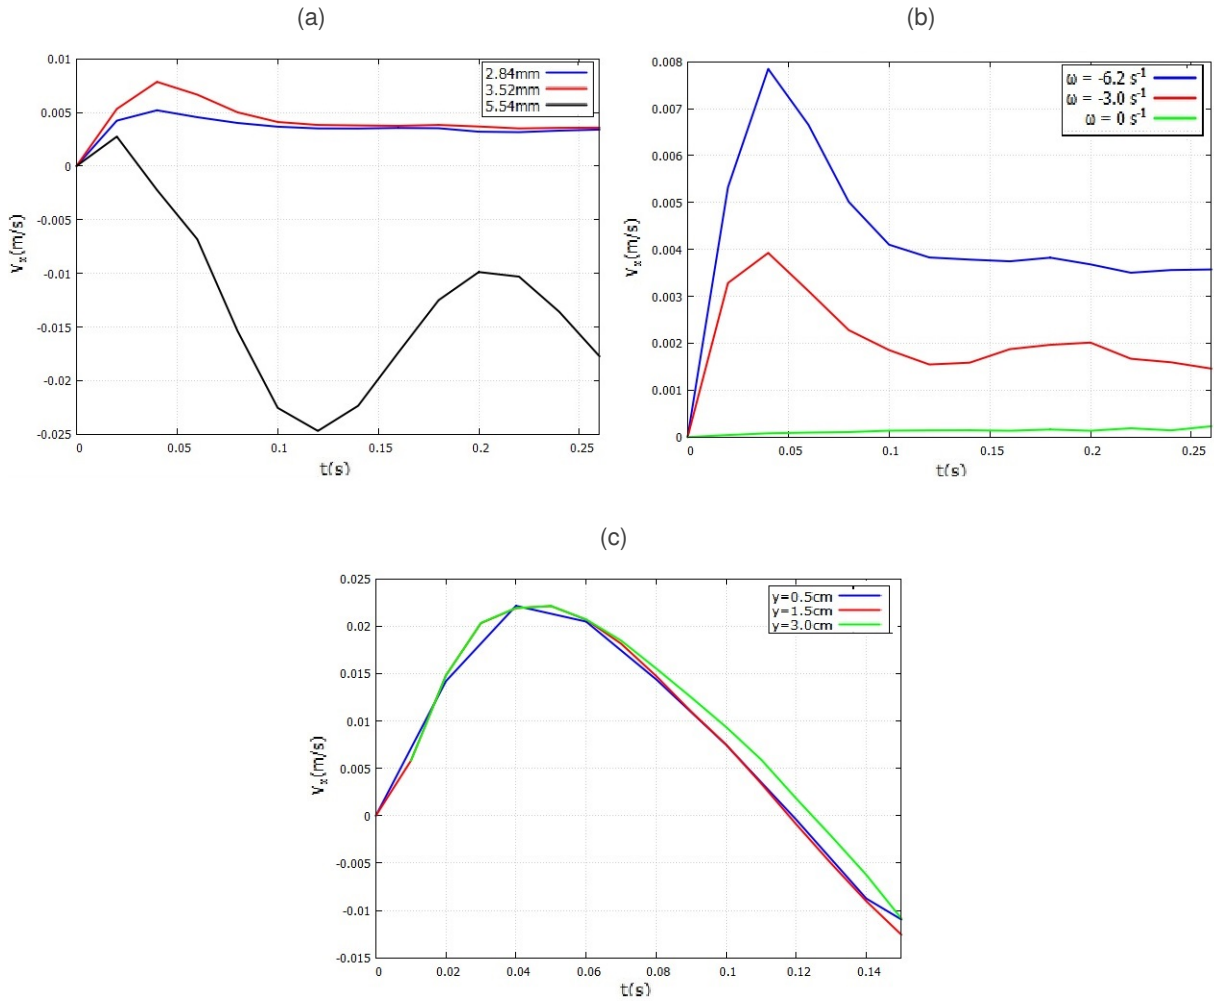 (a)
(b)
0.01
0.005
0
-0.005
-0.01
-0.015
-0.02
-0.025
0
0.05
0.1
0.15
0.2
0.25
Vx(m/s)
t(s)
2.84mm
3.52mm
5.54mm
0.008
0.007
0.006
0.005
0.004
0.003
0.002
0.001
0
0
0.05
0.1
0.15
0.2
0.25
Vx(m/s)
t(s)
ω = -6.2 s⁻¹
ω = -3.0 s⁻¹
ω = 0 s⁻¹
(c)
0.025
0.02
0.015
0.01
0.005
0
-0.005
-0.01
-0.015
0
0.02
0.04
0.06
0.08
0.1
0.12
0.14
Vx(m/s)
t(s)
y=0.5cm
y=1.5cm
y=3.0cm